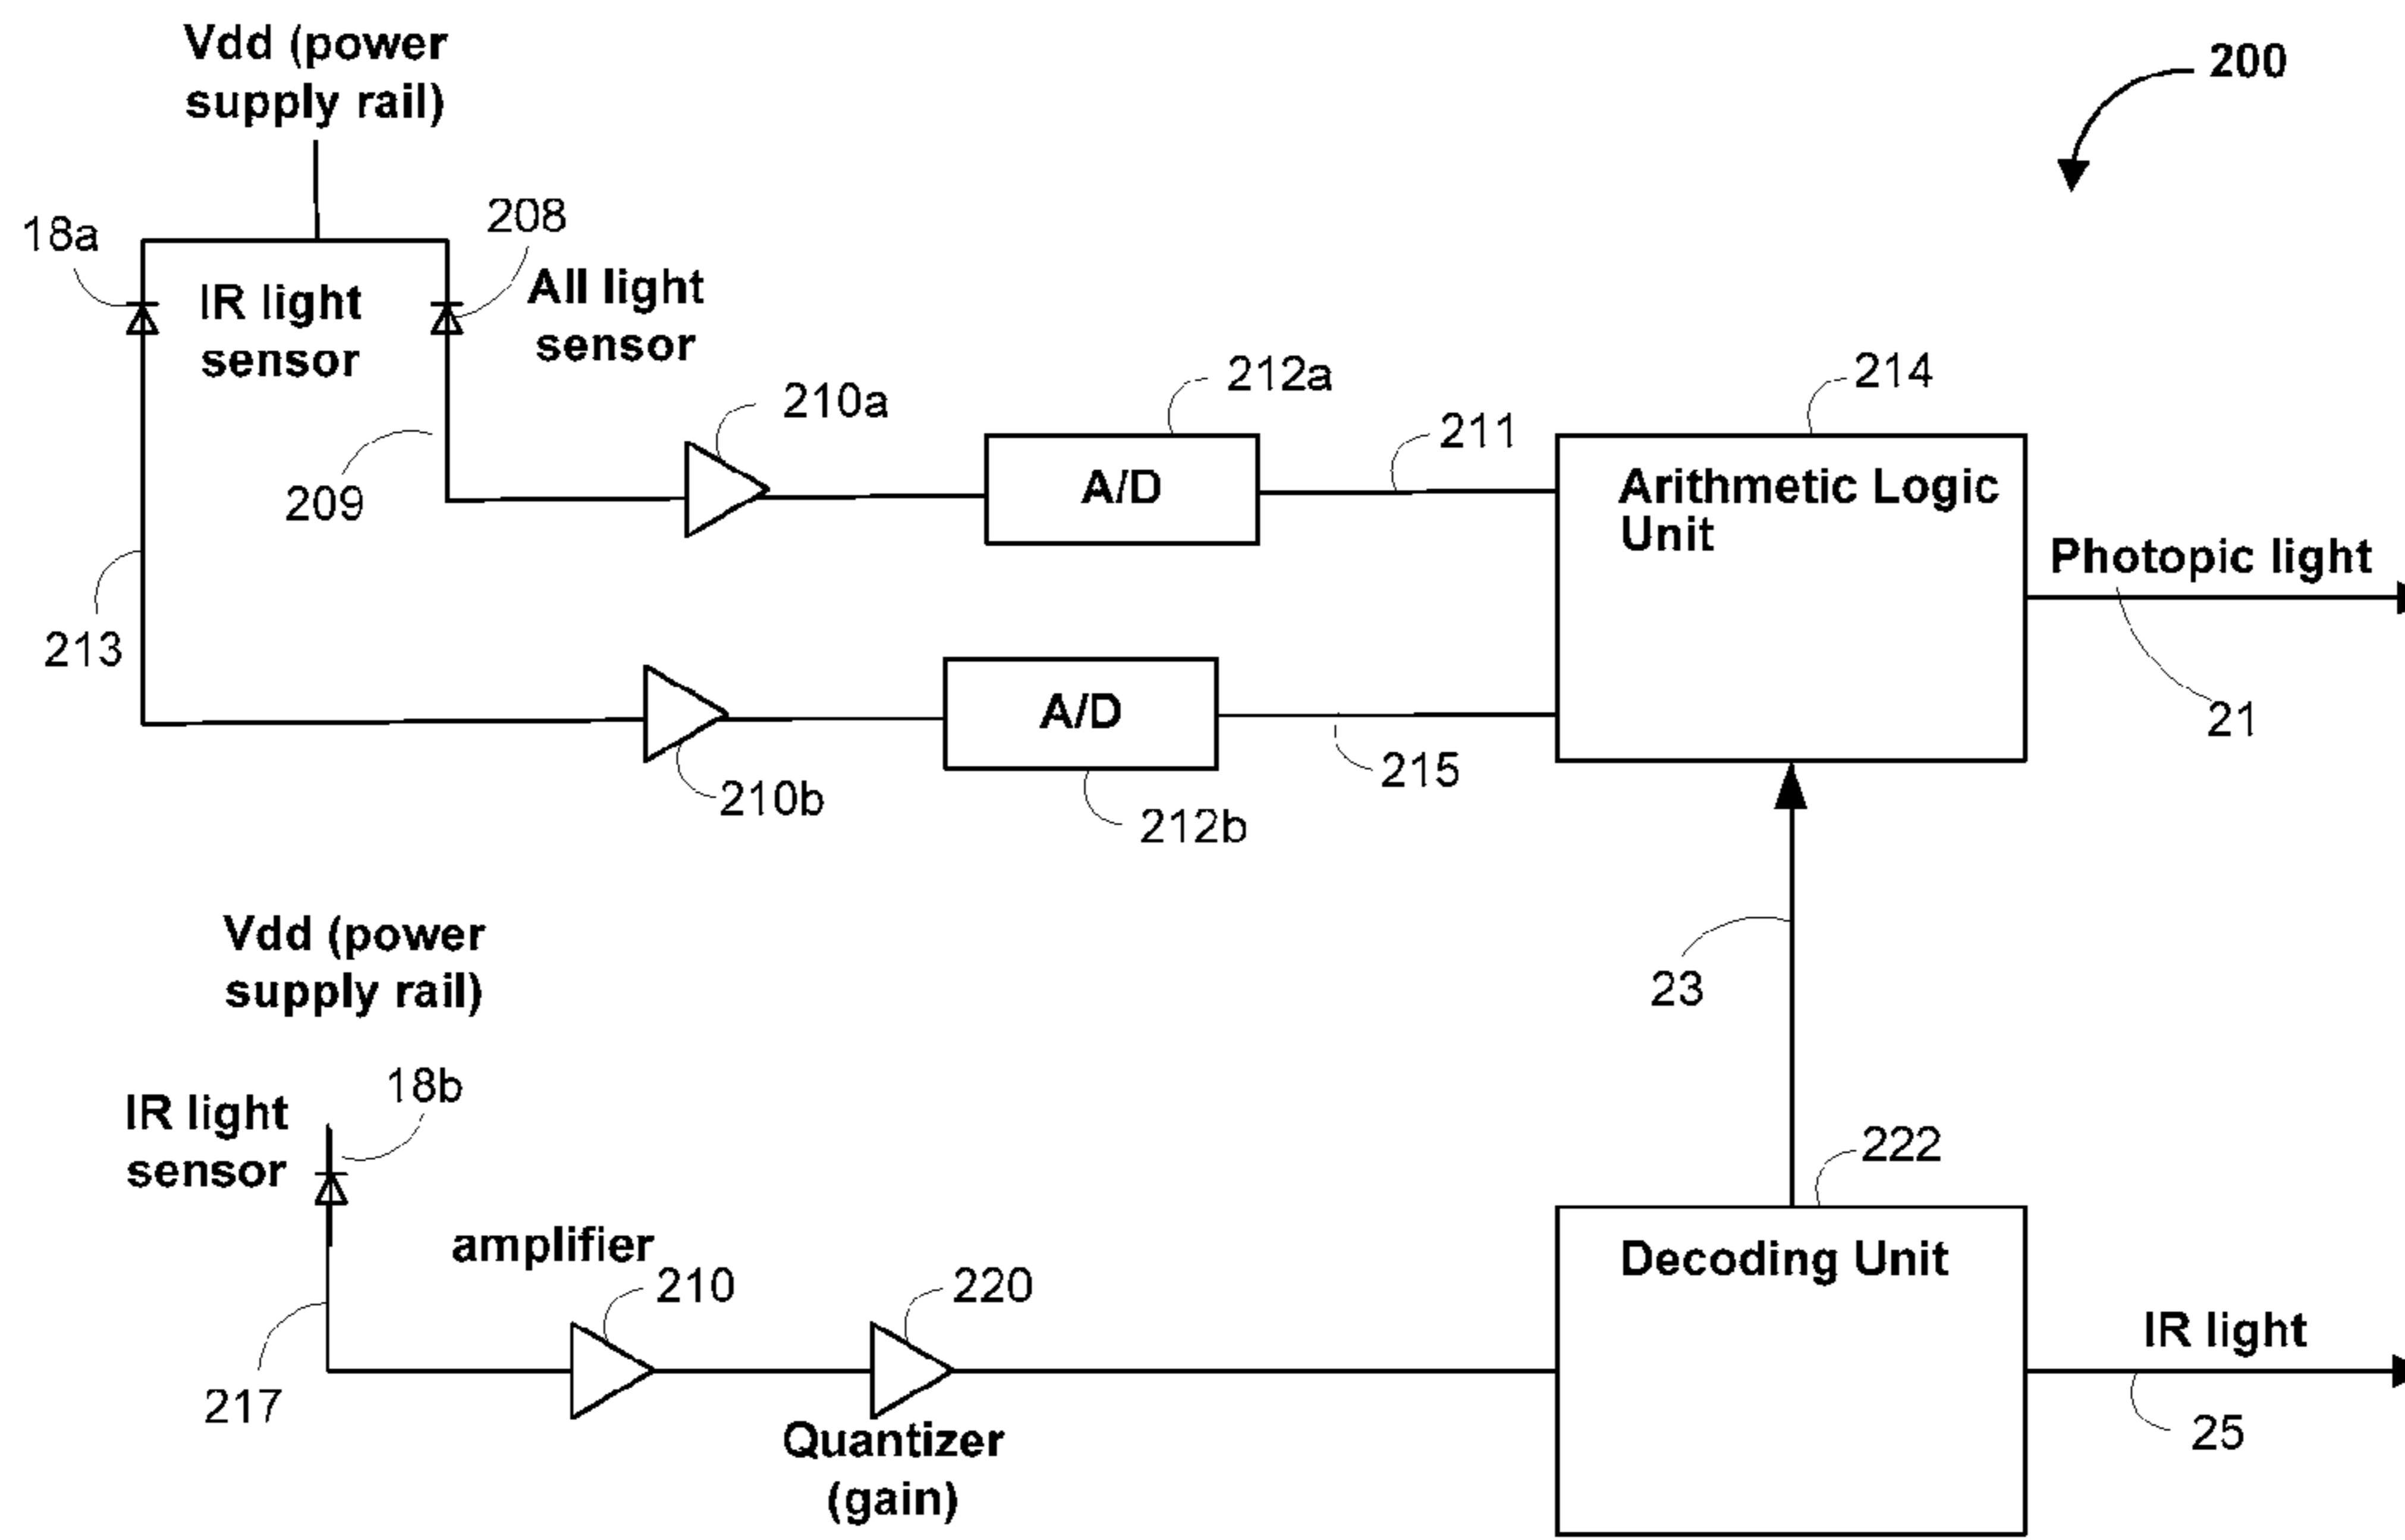 Vdd (power
supply rail)
200
18a
208
IR light
sensor
All light
sensor
210a
212a
214
211
209
A/D
Arithmetic Logic
Unit
Photopic light
213
A/D
21
215
210b
212b
Vdd (power
supply rail)
23
18b
IR light
sensor
222
amplifier
210
220
Decoding Unit
IR light
217
25
Quantizer
(gain)